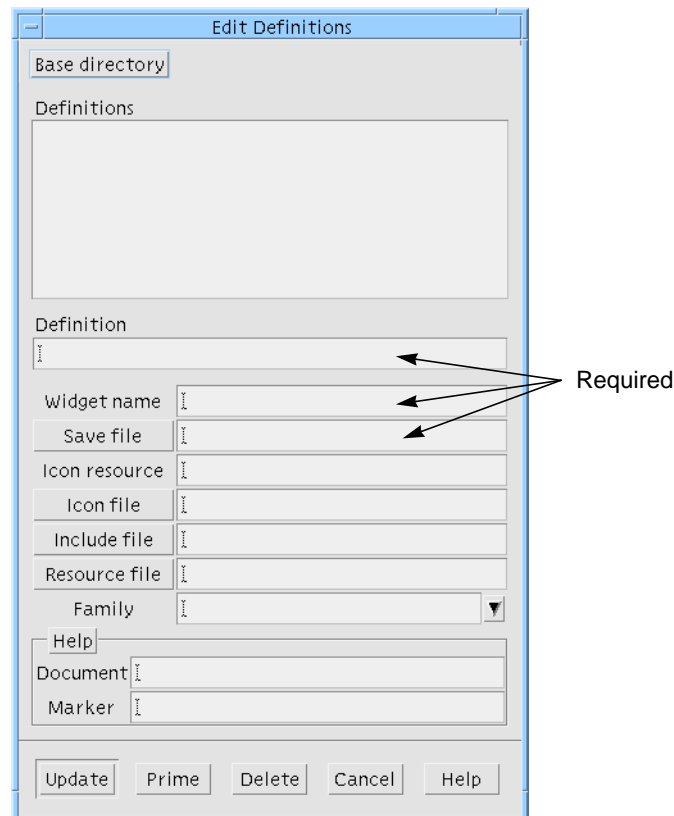 Edit Definitions
Base directory
Definitions
Definition
Required
Widget name
Save file
Icon resource
Icon file
Include file
Resource file
Family
Help
Document
Marker
Update Prime Delete Cancel Help